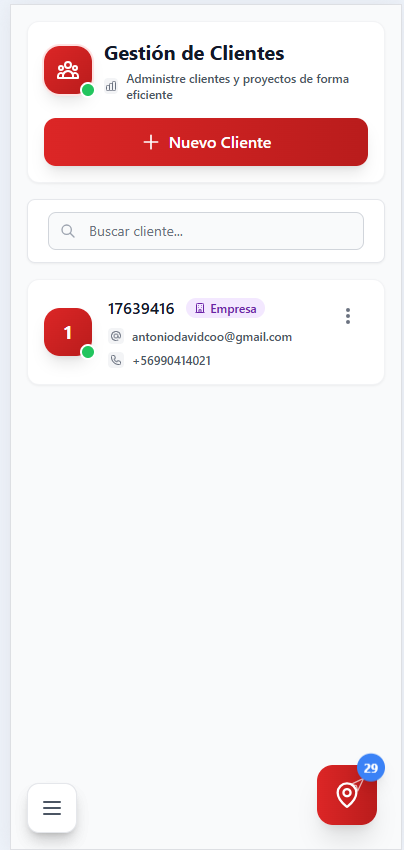 Gestión de Clientes
Administre clientes y proyectos de forma
eficiente
Nuevo Cliente
Buscar cliente...
1
17639416
Empresa
antoniodavidcoo@gmail.com
+56990414021
29